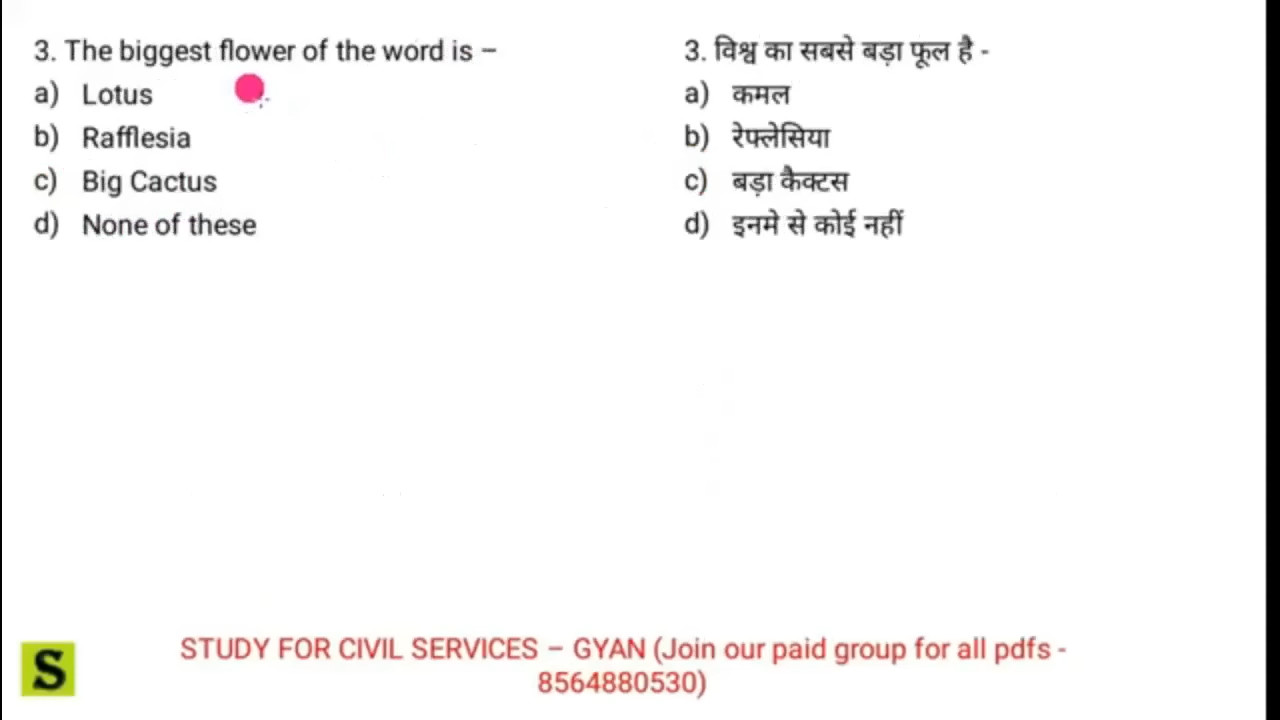 3. The biggest flower of the word is –
a) Lotus
b) Rafflesia
c) Big Cactus
d) None of these
3. विश्व का सबसे बड़ा फूल है -
a) कमल
b) रेफ्लेसिया
c) बड़ा कैक्टस
d) इनमे से कोई नहीं
S
STUDY FOR CIVIL SERVICES – GYAN (Join our paid group for all pdfs -
8564880530)